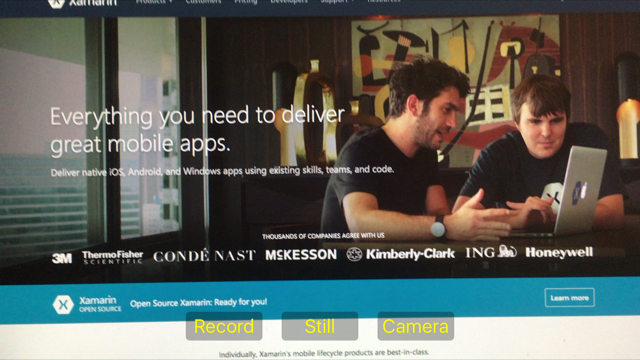 Xamarin Products Customers Pricing Developers Support Resources
Everything you need to deliver
great mobile apps.
Deliver native iOS, Android, and Windows apps using existing skills, teams, and code.
THOUSANDS OF COMPANIES AGREE WITH US
3M ThermoFisher SCIENTIFIC CONDÉ NAST MCKESSON Kimberly-Clark ING Honeywell
Xamarin OPEN SOURCE Open Source Xamarin: Ready for you! Learn more
Record Still Camera
Individually, Xamarin's mobile lifecycle products are best-in-class.